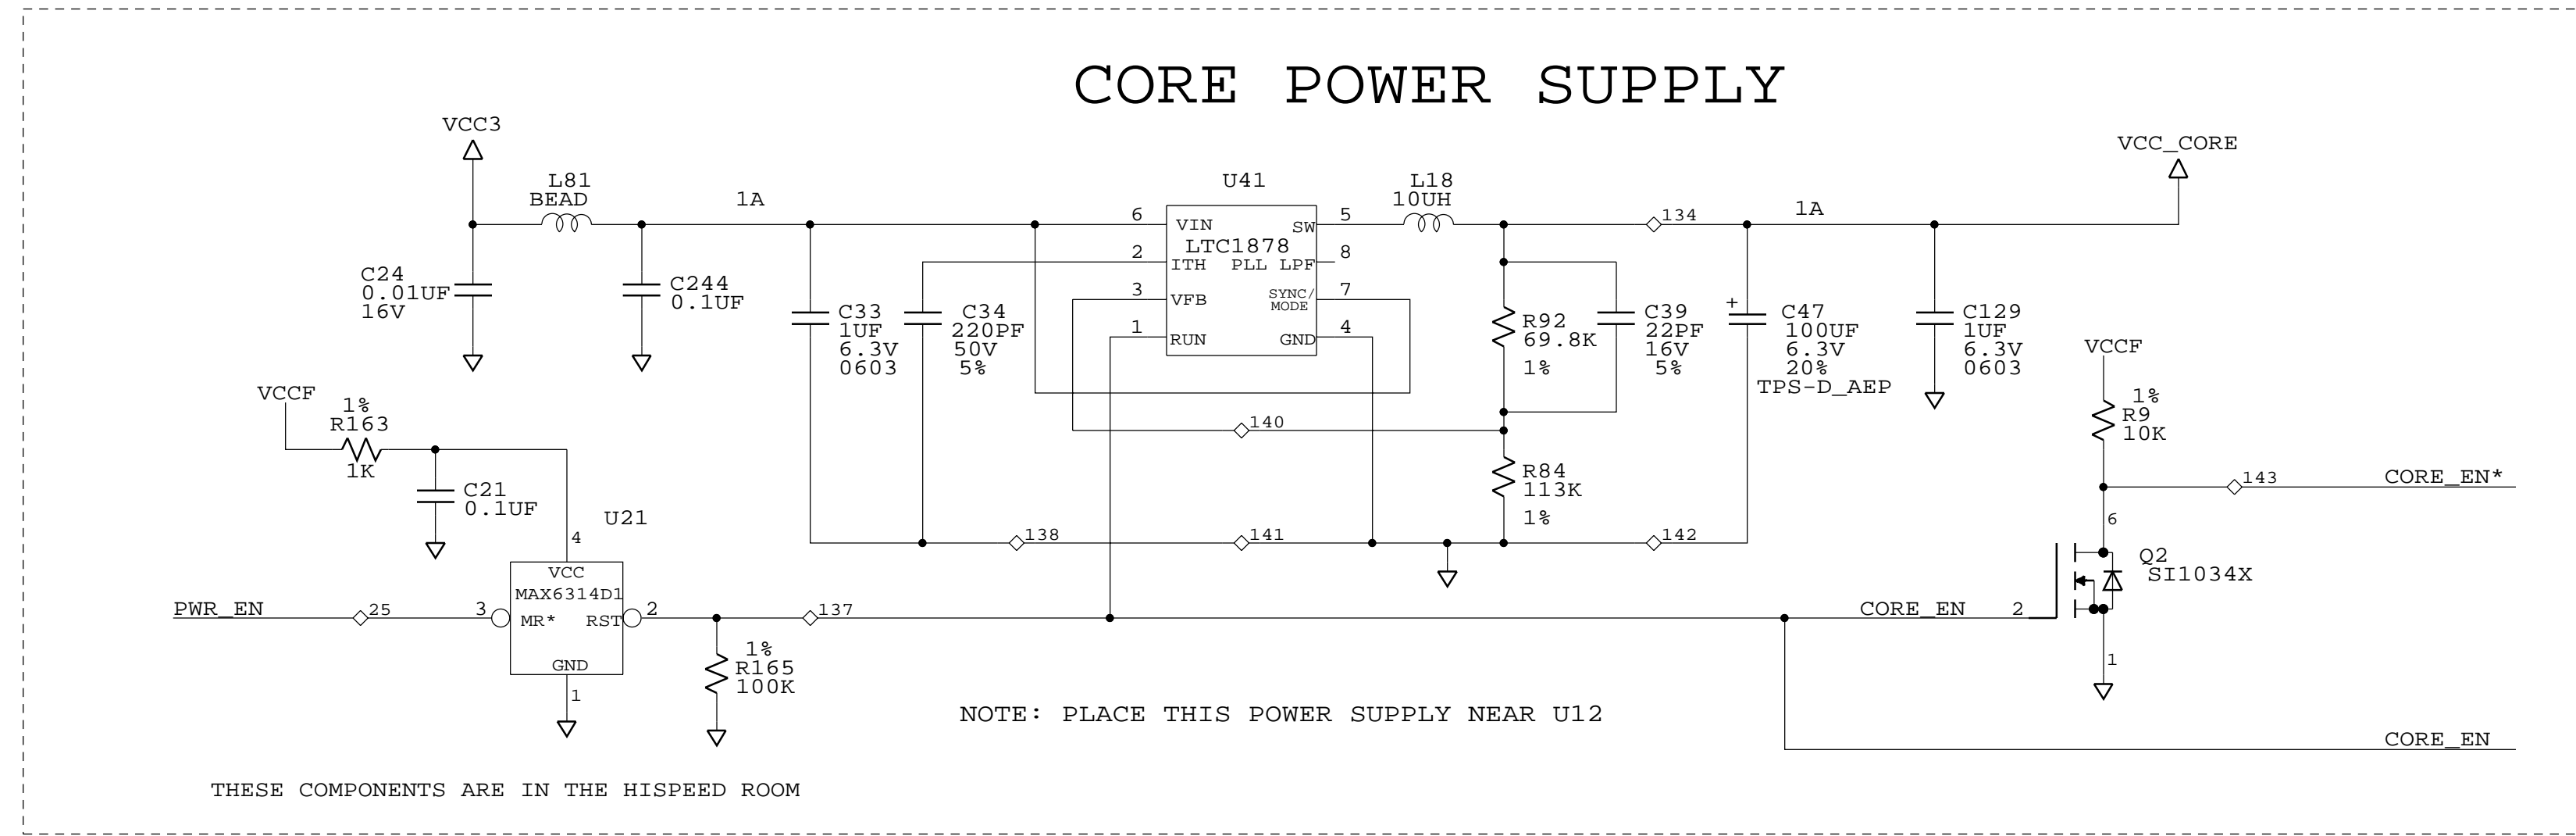 CORE POWER SUPPLY
VCC3
VCC_CORE
L81
BEAD
1A
U41
L18
10UH
134
1A
6
VIN
SW
5
LTC1878
2
ITH
PLL LPF
8
3
VFB
SYNC/
MODE
7
1
RUN
GND
4
C24
0.01UF
16V
C244
0.1UF
C33
1UF
6.3V
0603
C34
220PF
50V
5%
R92
69.8K
1%
C39
22PF
16V
5%
+
C47
100UF
6.3V
20%
TPS-D_AEP
C129
1UF
6.3V
0603
VCCF
1%
R9
10K
VCCF
1%
R163
1K
140
R84
113K
1%
143
CORE_EN*
C21
0.1UF
U21
4
138
141
142
6
Q2
SI1034X
VCC
MAX6314D1
PWR_EN
25
3
MR*
RST
2
137
CORE_EN
2
GND
1
1%
R165
100K
1
NOTE: PLACE THIS POWER SUPPLY NEAR U12
CORE_EN
THESE COMPONENTS ARE IN THE HISPEED ROOM